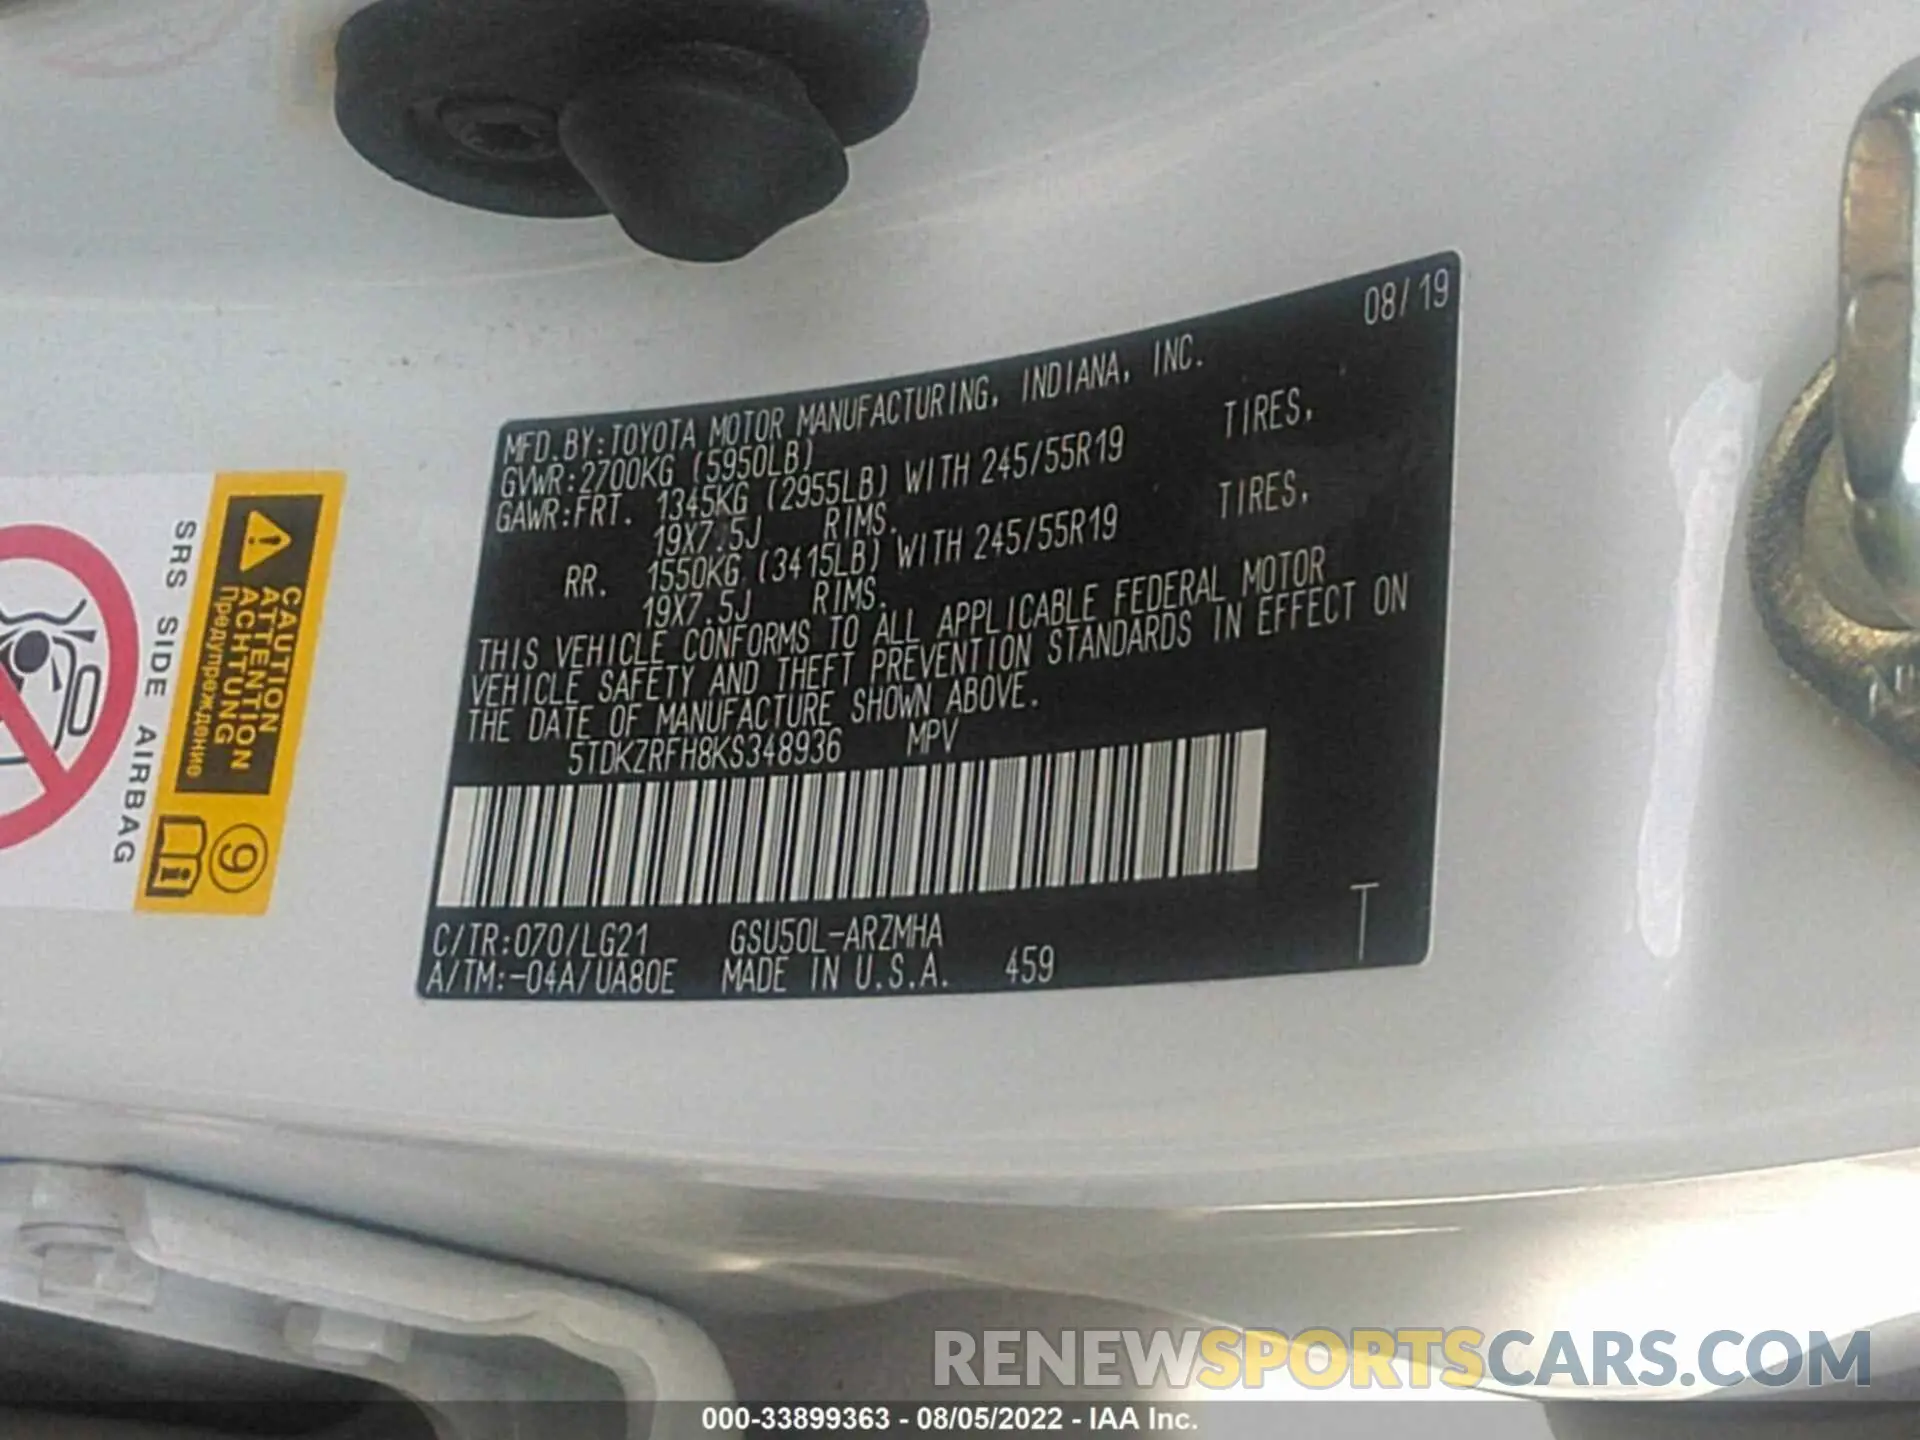 08/19
MFD.BY:TOYOTA MOTOR MANUFACTURING, INDIANA, INC.
GVWR:2700KG (5950LB)
GAWR:FRT. 1345KG (2955LB) WITH 245/55R19 TIRES,
19X7.5J RIMS.
RR. 1550KG (3415LB) WITH 245/55R19 TIRES,
19X7.5J RIMS.
THIS VEHICLE CONFORMS TO ALL APPLICABLE FEDERAL MOTOR
VEHICLE SAFETY AND THEFT PREVENTION STANDARDS IN EFFECT ON
THE DATE OF MANUFACTURE SHOWN ABOVE.
5TDKZRFH8KS348936 MPV
C/TR:070/LG21 GSU50L-ARZMHA
A/TM:-04A/UA80E MADE IN U.S.A. 459
T
CAUTION
ATTENTION
ACHTUNG
Предупреждение
9
SRS SIDE AIRBAG
RENEWSPORTSCARS.COM
000-33899363 - 08/05/2022 - IAA Inc.